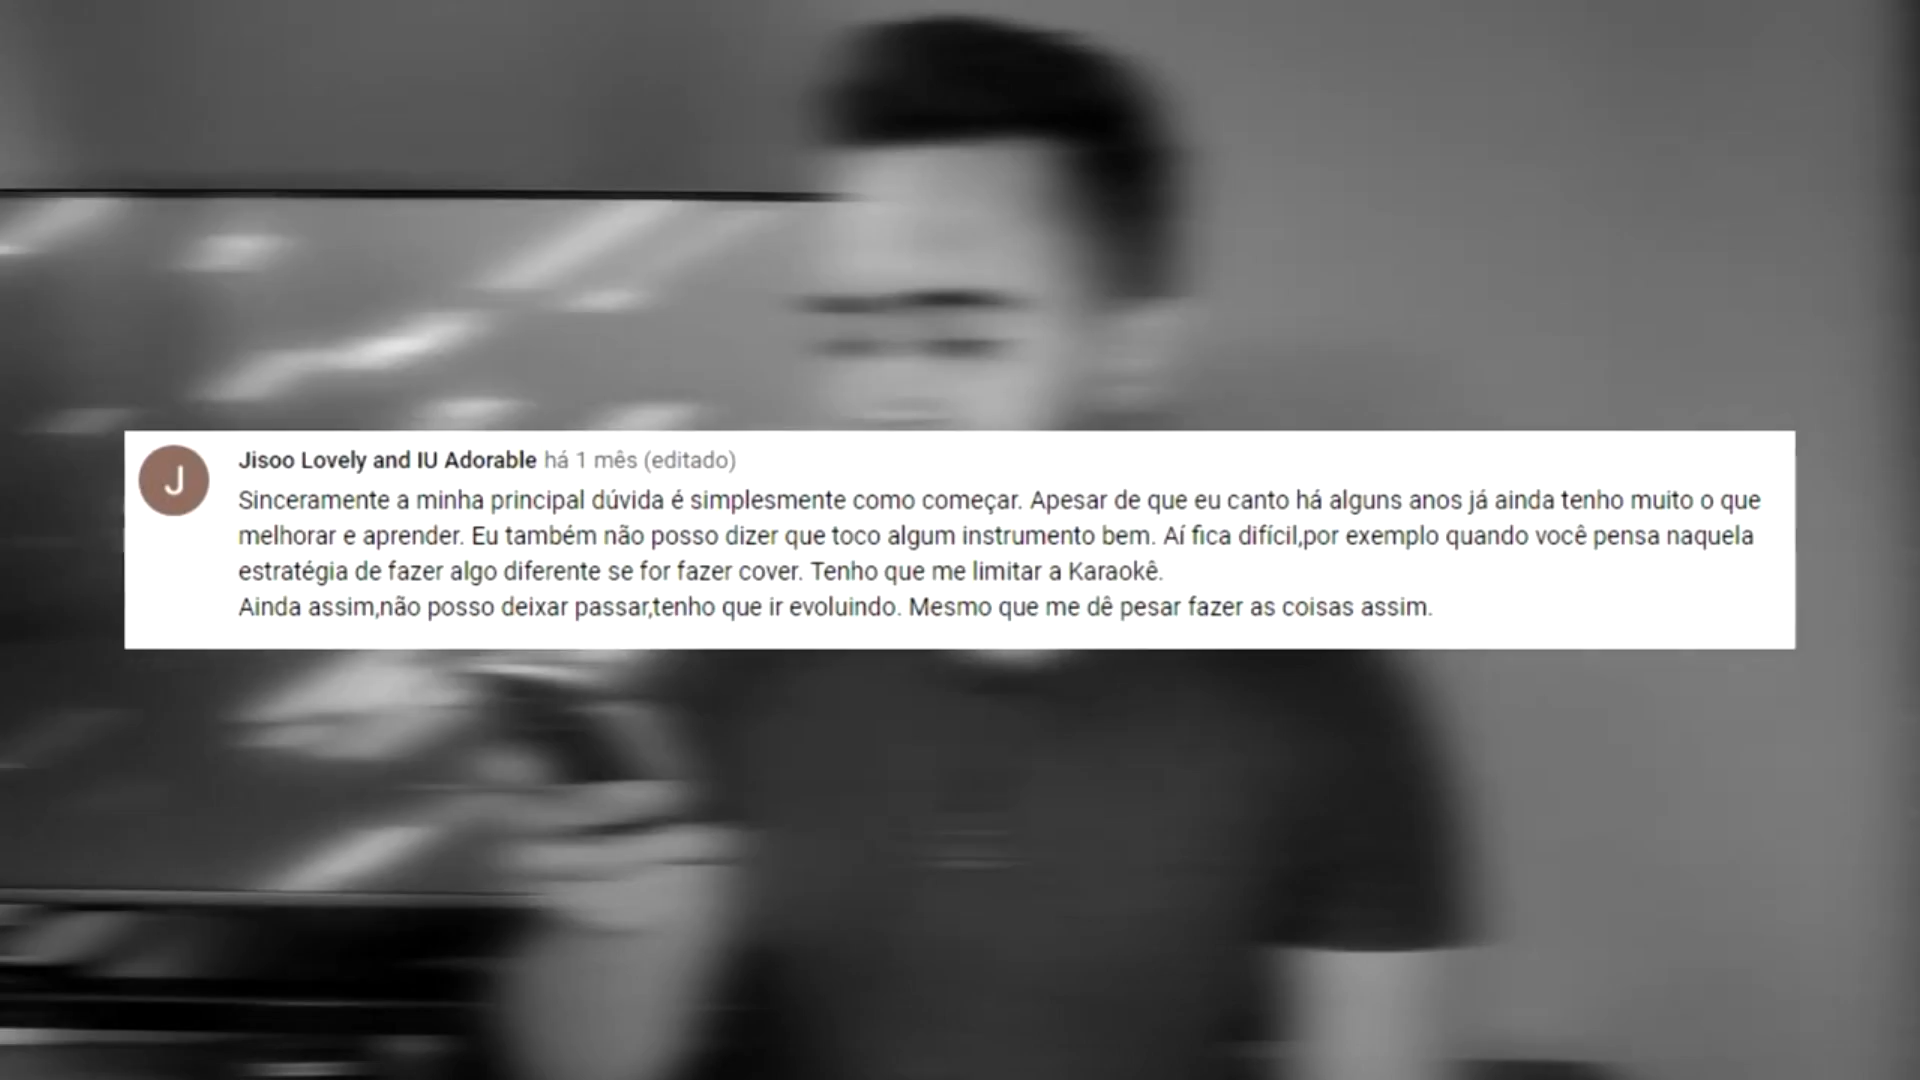 J
Jisoo Lovely and IU Adorable há 1 mês (editado)
Sinceramente a minha principal dúvida é simplesmente como começar. Apesar de que eu canto há alguns anos já ainda tenho muito o que
melhorar e aprender. Eu também não posso dizer que toco algum instrumento bem. Aí fica difícil,por exemplo quando você pensa naquela
estratégia de fazer algo diferente se for fazer cover. Tenho que me limitar a Karaokê.
Ainda assim,não posso deixar passar,tenho que ir evoluindo. Mesmo que me dê pesar fazer as coisas assim.